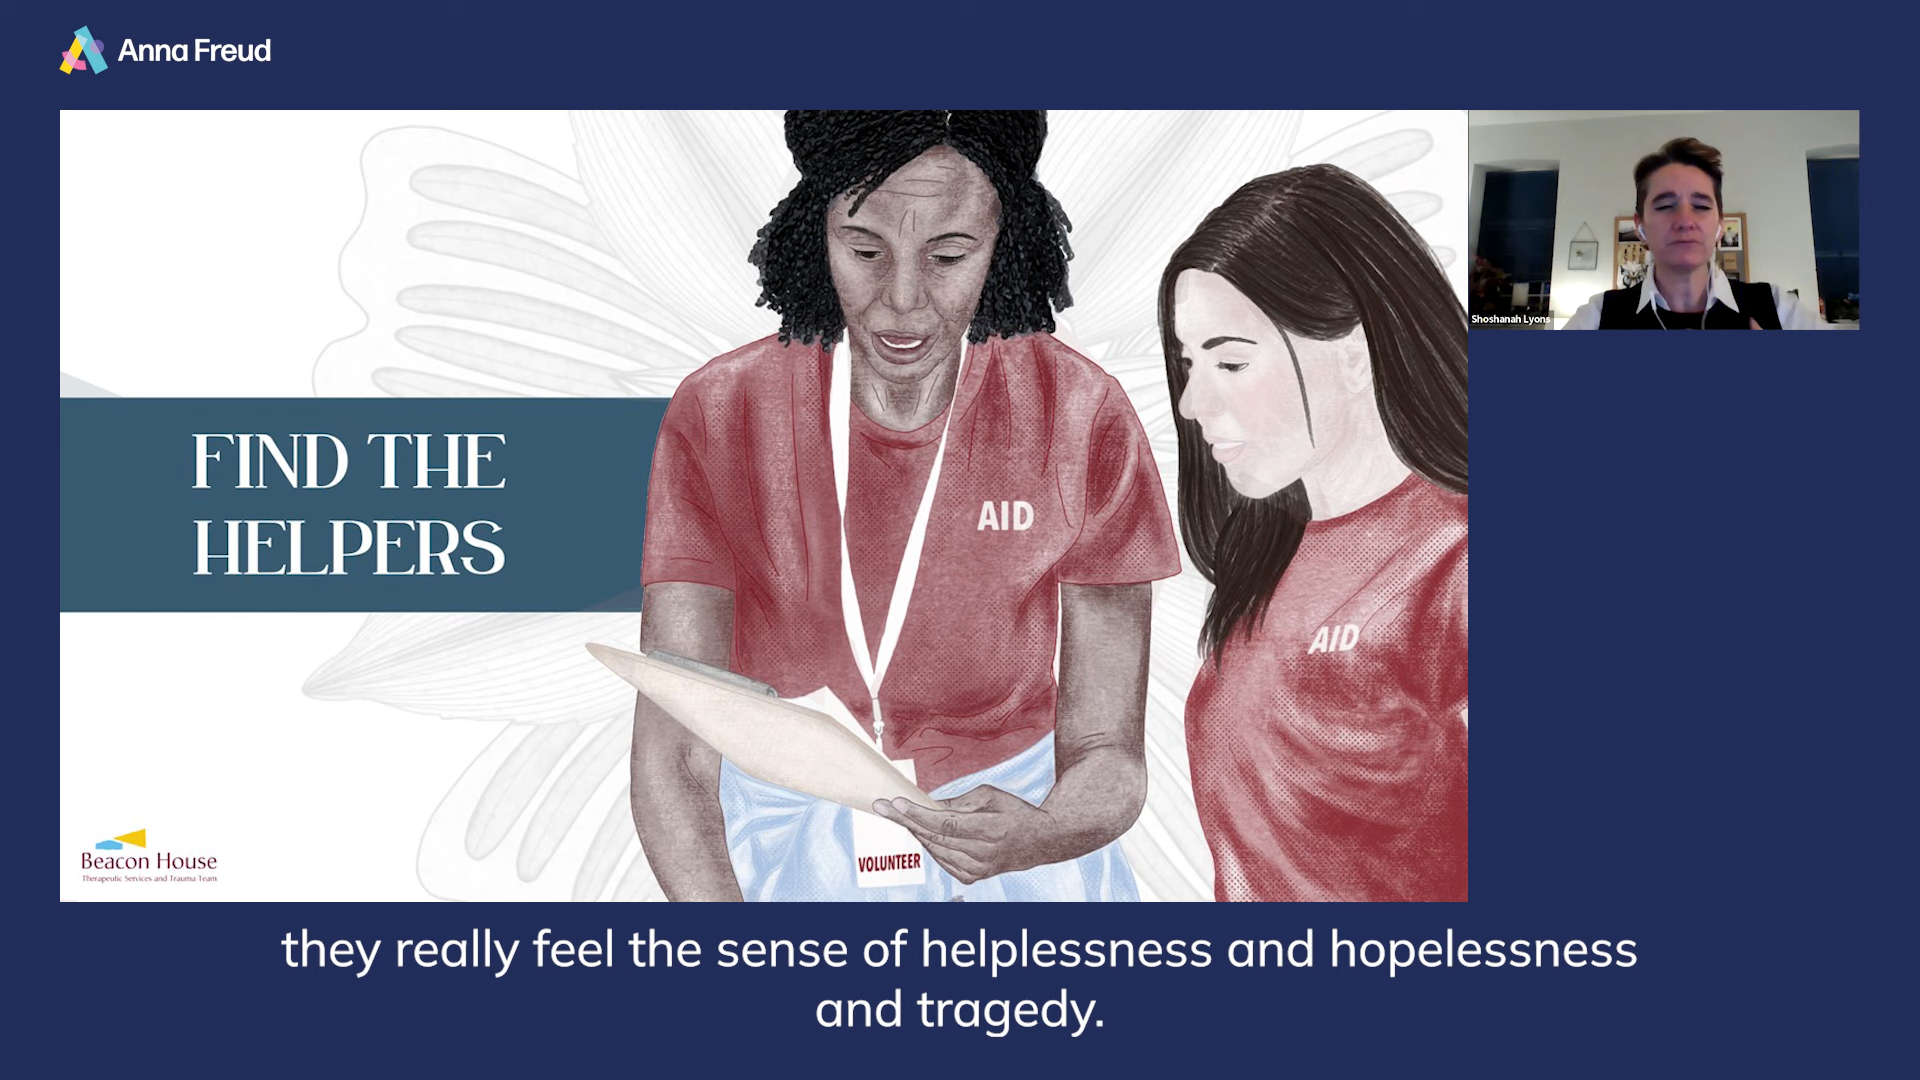 Anna Freud
FIND THE
HELPERS
AID
AID
VOLUNTEER
Shoshanah Lyons
Beacon House
Therapeutic Services and Trauma Team
they really feel the sense of helplessness and hopelessness
and tragedy.